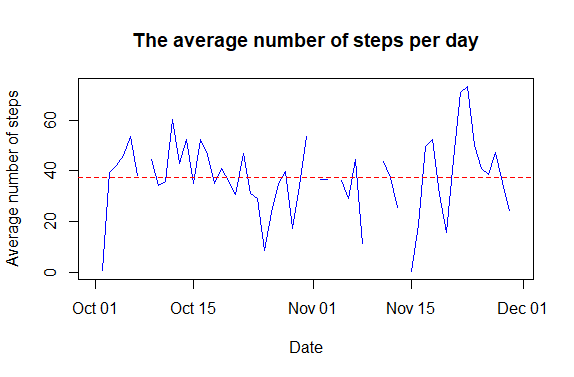 The average number of steps per day
Average number of steps
60
40
20
0
Oct 01
Oct 15
Nov 01
Nov 15
Dec 01
Date